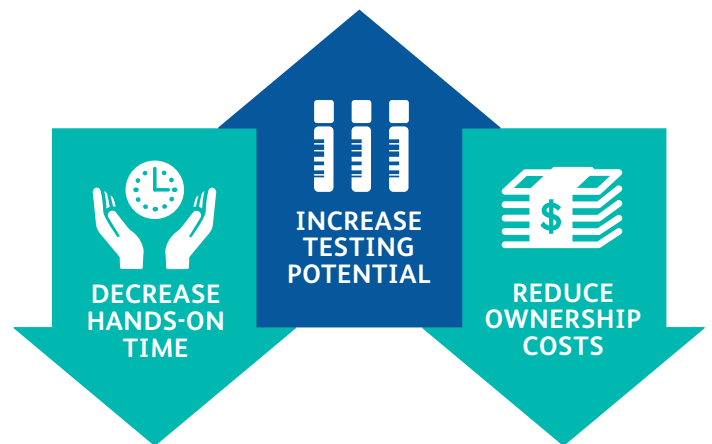 DECREASE
HANDS-ON
TIME
INCREASE
TESTING
POTENTIAL
$
REDUCE
OWNERSHIP
COSTS